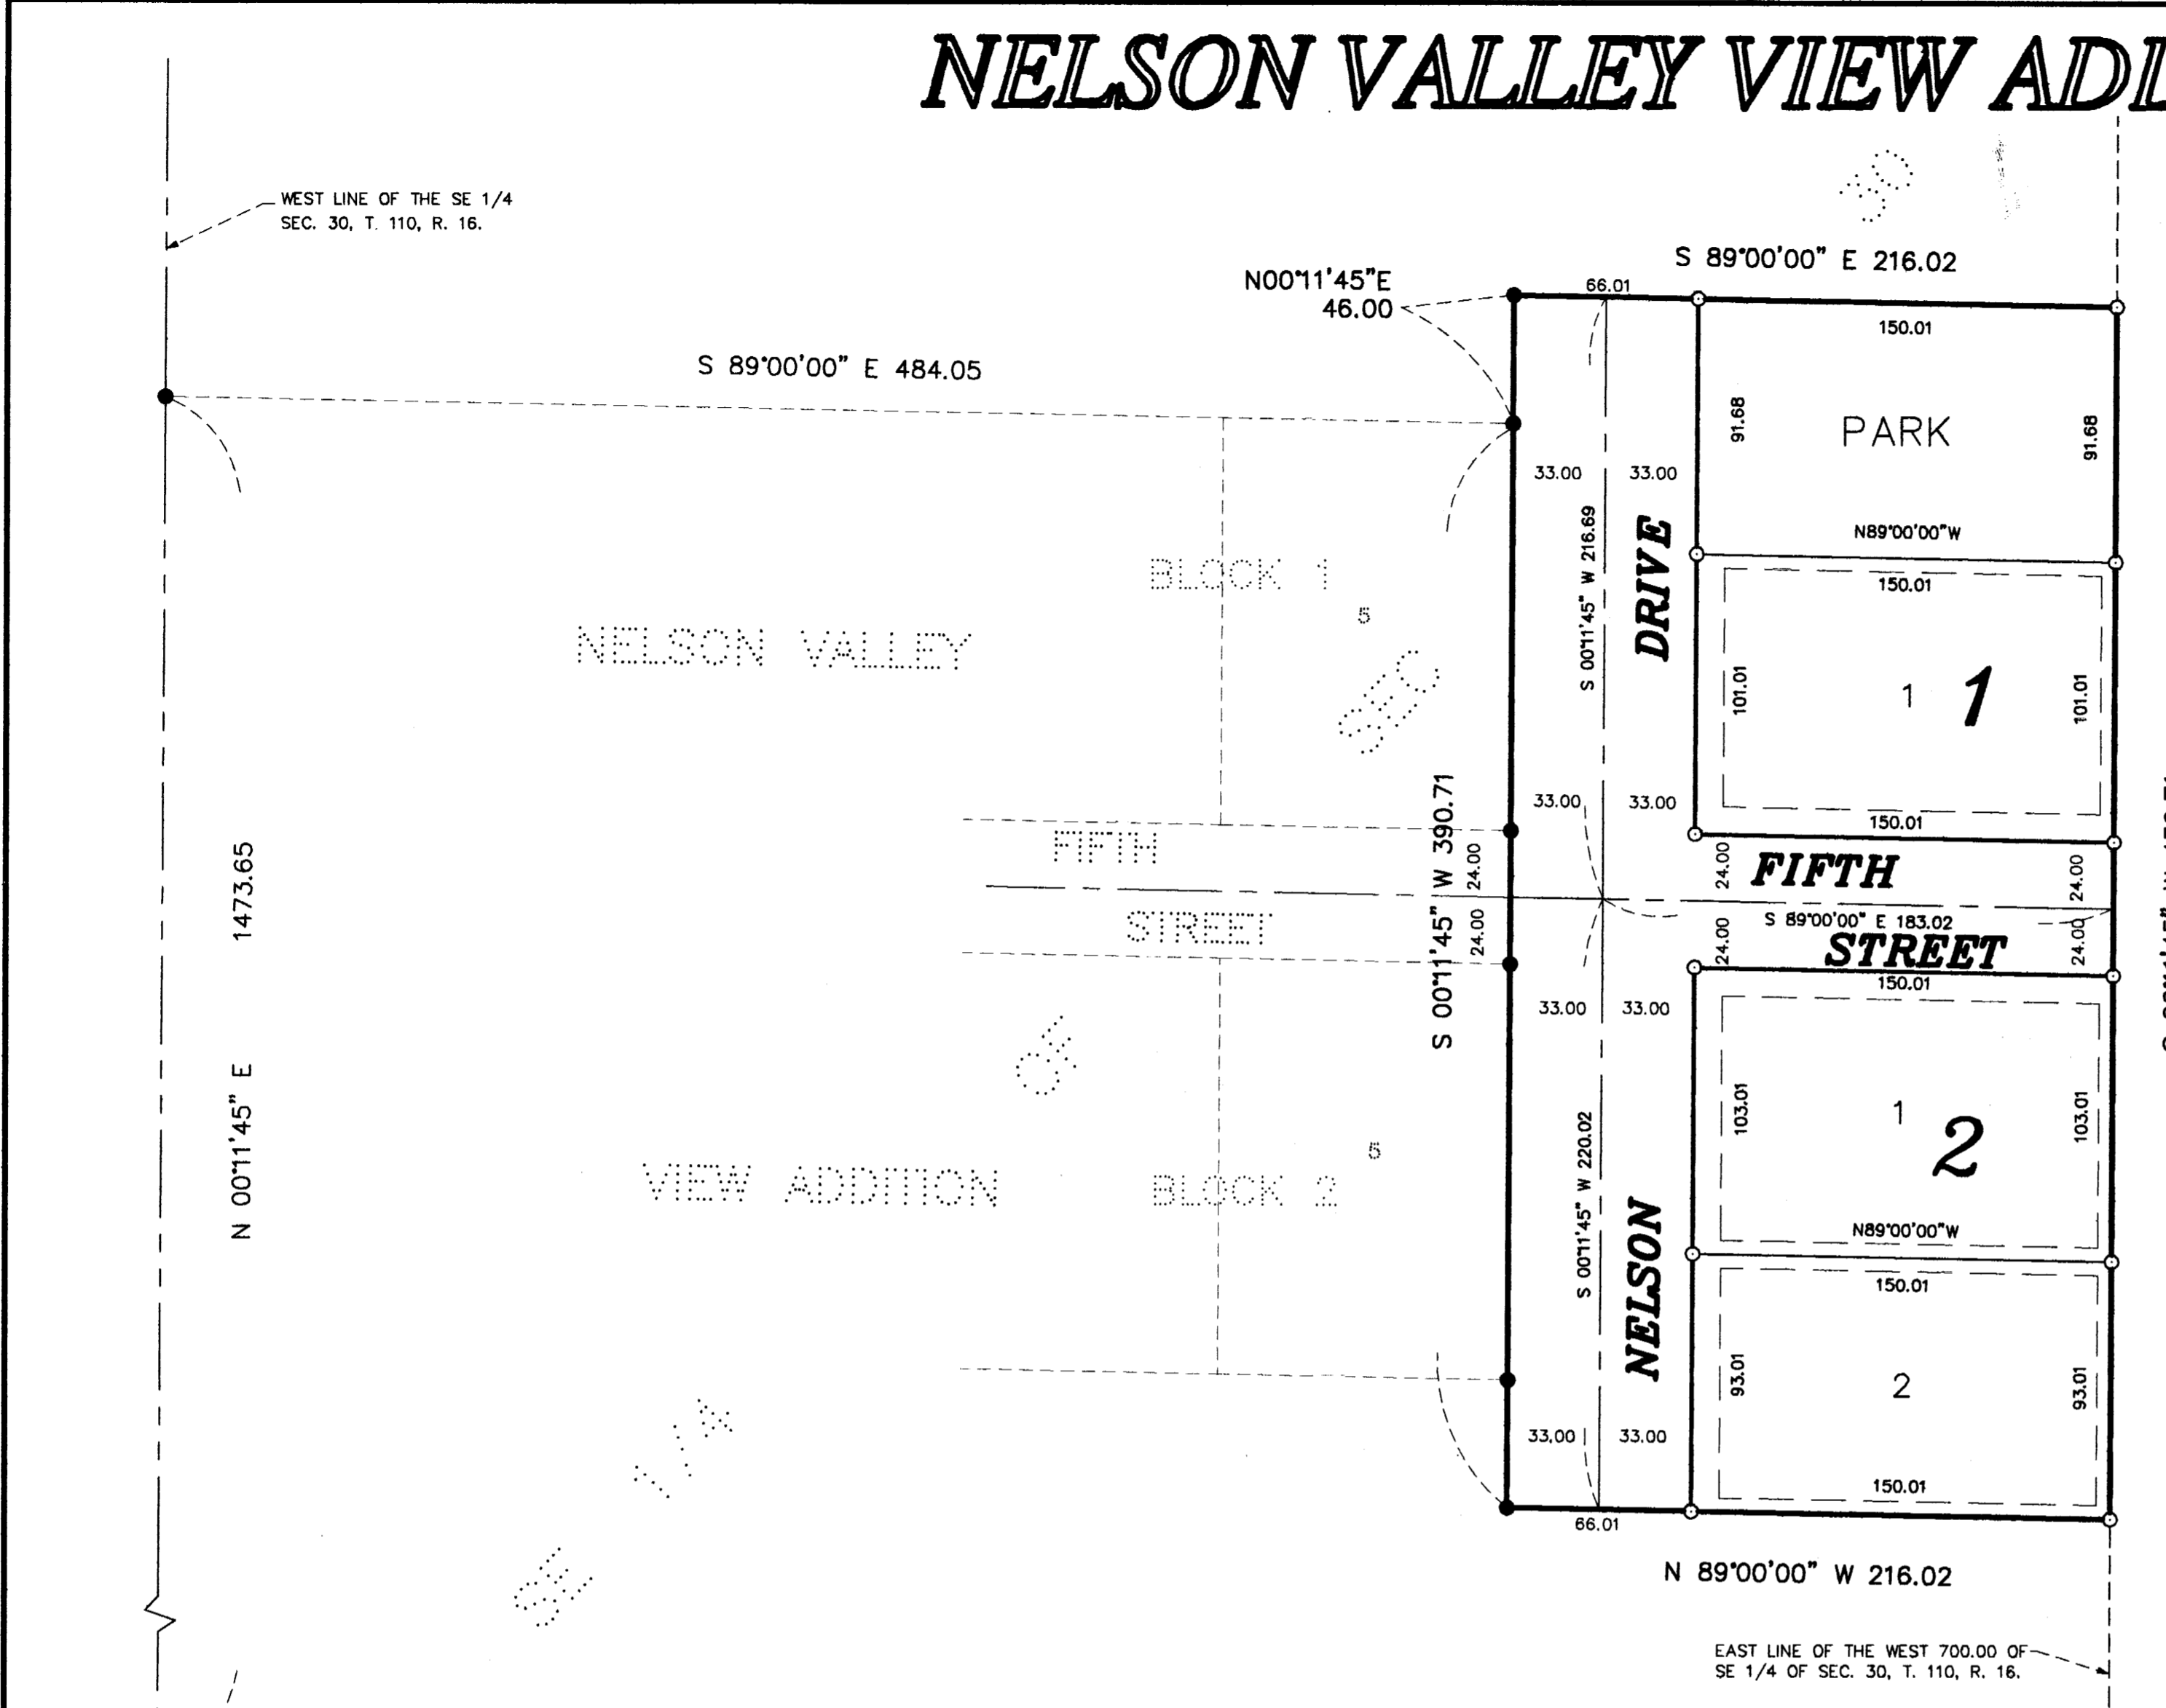 NELSON VALLEY VIEW
30
WEST LINE OF THE SE 1/4
SEC. 30, T. 110, R. 16.
S 89°00'00" E 216.02
N00°11'45"E
46.00
66.01
150.01
S 89°00'00" E 484.05
91.68
PARK
91.68
33.00
33.00
S 00°11'45" W 216.69
DRIVE
N89°00'00"W
150.01
BLOCK 1
5
NELSON VALLEY
SEC
101.01
1
1
101.01
33.00
33.00
150.01
S 00°11'45" W 390.71
FIFTH
24.00
24.00
FIFTH
24.00
N 00°11'45" E 1473.65
STREET
24.00
24.00
S 89°00'00" E 183.02
STREET
24.00
150.01
33.00
33.00
OF
103.01
1
2
103.01
S 00°11'45" W 220.02
NELSON
5
VIEW ADDITION
BLOCK 2
N89°00'00"W
150.01
93.01
2
93.01
1/4
33.00
33.00
150.01
66.01
SE
N 89°00'00" W 216.02
EAST LINE OF THE WEST 700.00 OF
SE 1/4 OF SEC. 30, T. 110, R. 16.